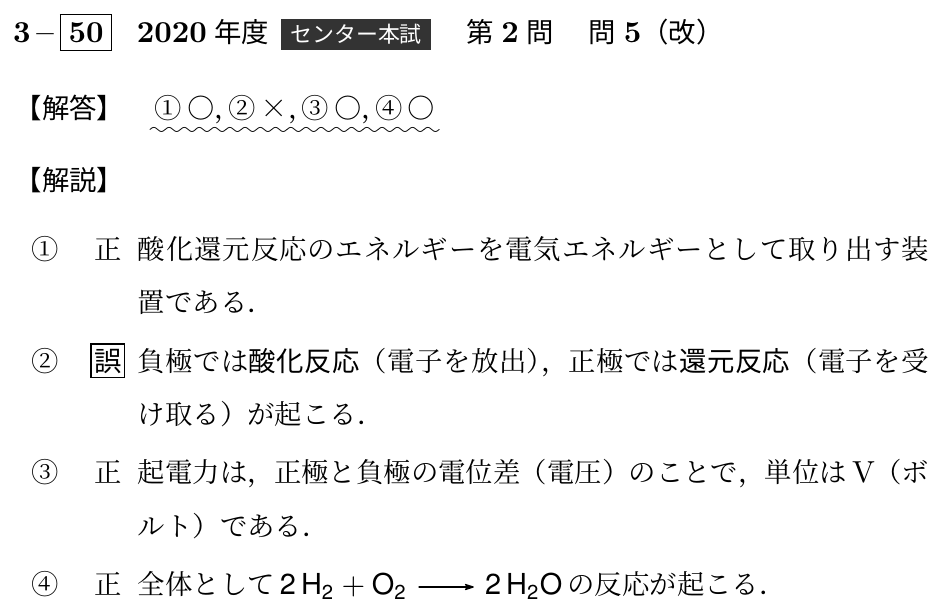 3－50 2020年度 センター本試 第2問 問5（改）
【解答】 ①○,②×,③○,④○
【解説】
① 正 酸化還元反応のエネルギーを電気エネルギーとして取り出す装
置である．
② 誤 負極では酸化反応（電子を放出），正極では還元反応（電子を受
け取る）が起こる．
③ 正 起電力は，正極と負極の電位差（電圧）のことで，単位はV（ボ
ルト）である．
④ 正 全体として 2H₂ + O₂ ⟶ 2H₂O の反応が起こる．